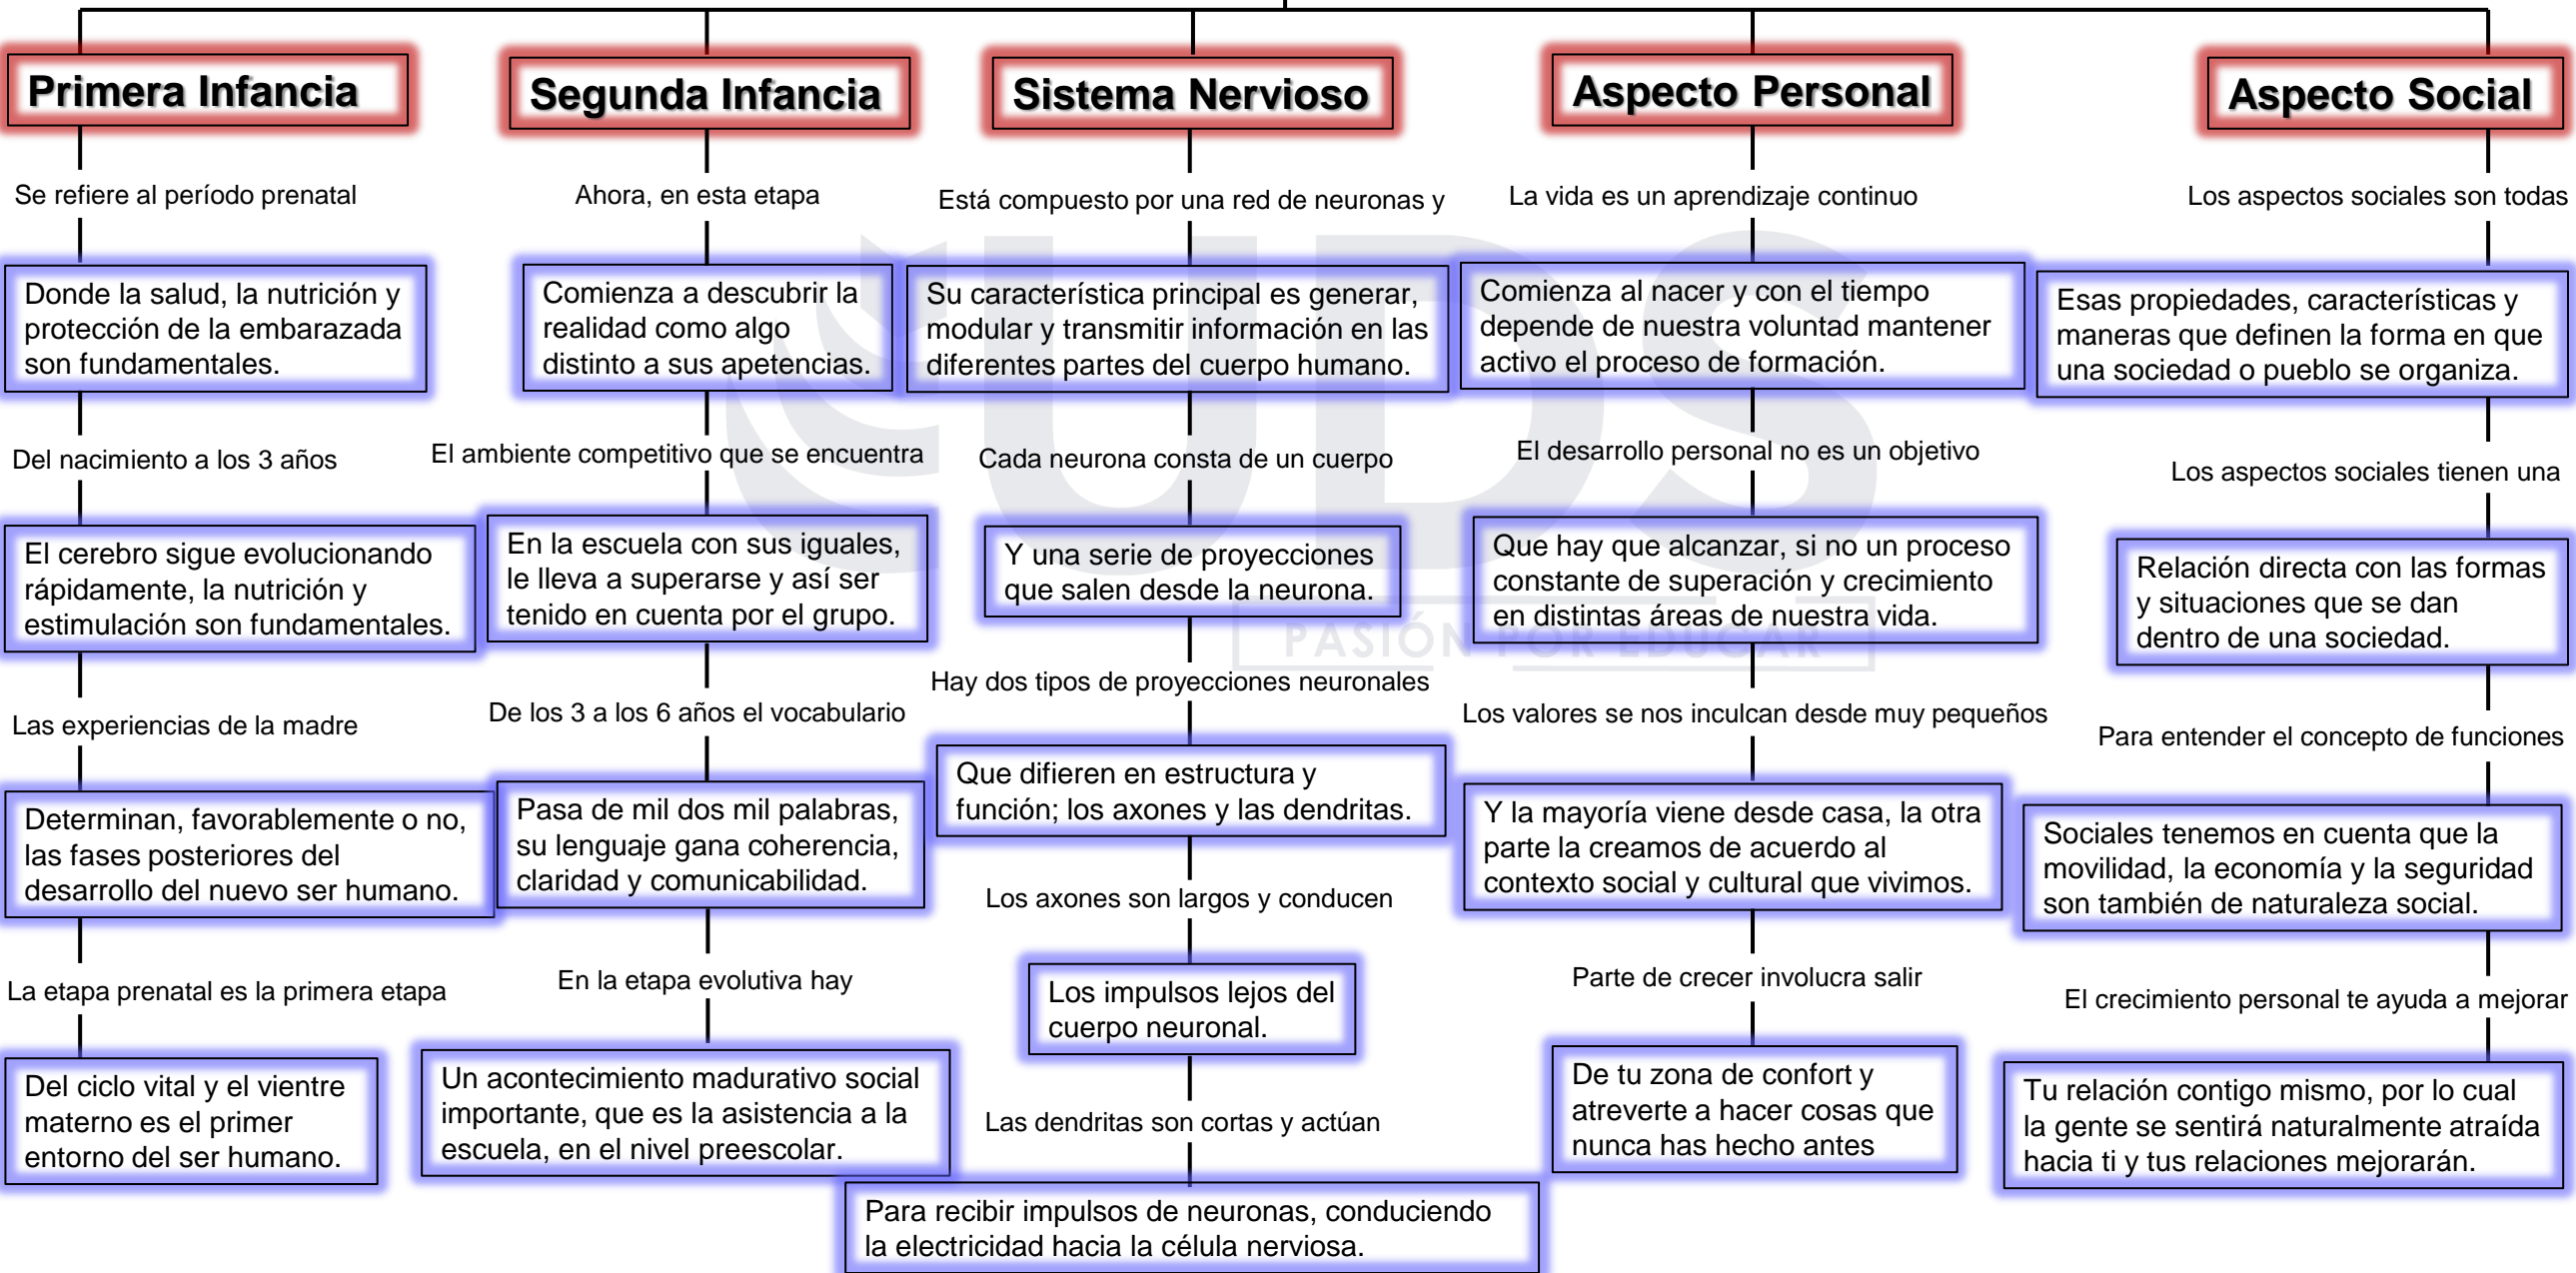 Primera Infancia
Se refiere al período prenatal
Donde la salud, la nutrición y
protección de la embarazada
son fundamentales.
Del nacimiento a los 3 años
El cerebro sigue evolucionando
rápidamente, la nutrición y
estimulación son fundamentales.
Las experiencias de la madre
Determinan, favorablemente o no,
las fases posteriores del
desarrollo del nuevo ser humano.
La etapa prenatal es la primera etapa
Del ciclo vital y el vientre
materno es el primer
entorno del ser humano.
Segunda Infancia
Ahora, en esta etapa
Comienza a descubrir la
realidad como algo
distinto a sus apetencias.
El ambiente competitivo que se encuentra
En la escuela con sus iguales,
le lleva a superarse y así ser
tenido en cuenta por el grupo.
De los 3 a los 6 años el vocabulario
Pasa de mil dos mil palabras,
su lenguaje gana coherencia,
claridad y comunicabilidad.
En la etapa evolutiva hay
Un acontecimiento madurativo social
importante, que es la asistencia a la
escuela, en el nivel preescolar.
Sistema Nervioso
Está compuesto por una red de neuronas y
Su característica principal es generar,
modular y transmitir información en las
diferentes partes del cuerpo humano.
Cada neurona consta de un cuerpo
Y una serie de proyecciones
que salen desde la neurona.
Hay dos tipos de proyecciones neuronales
Que difieren en estructura y
función; los axones y las dendritas.
Los axones son largos y conducen
Los impulsos lejos del
cuerpo neuronal.
Las dendritas son cortas y actúan
Para recibir impulsos de neuronas, conduciendo
la electricidad hacia la célula nerviosa.
Aspecto Personal
La vida es un aprendizaje continuo
Comienza al nacer y con el tiempo
depende de nuestra voluntad mantener
activo el proceso de formación.
El desarrollo personal no es un objetivo
Que hay que alcanzar, si no un proceso
constante de superación y crecimiento
en distintas áreas de nuestra vida.
Los valores se nos inculcan desde muy pequeños
Y la mayoría viene desde casa, la otra
parte la creamos de acuerdo al
contexto social y cultural que vivimos.
Parte de crecer involucra salir
De tu zona de confort y
atreverte a hacer cosas que
nunca has hecho antes
Aspecto Social
Los aspectos sociales son todas
Esas propiedades, características y
maneras que definen la forma en que
una sociedad o pueblo se organiza.
Los aspectos sociales tienen una
Relación directa con las formas
y situaciones que se dan
dentro de una sociedad.
Para entender el concepto de funciones
Sociales tenemos en cuenta que la
movilidad, la economía y la seguridad
son también de naturaleza social.
El crecimiento personal te ayuda a mejorar
Tu relación contigo mismo, por lo cual
la gente se sentirá naturalmente atraída
hacia ti y tus relaciones mejorarán.
UDS
PASIÓN POR EDUCAR